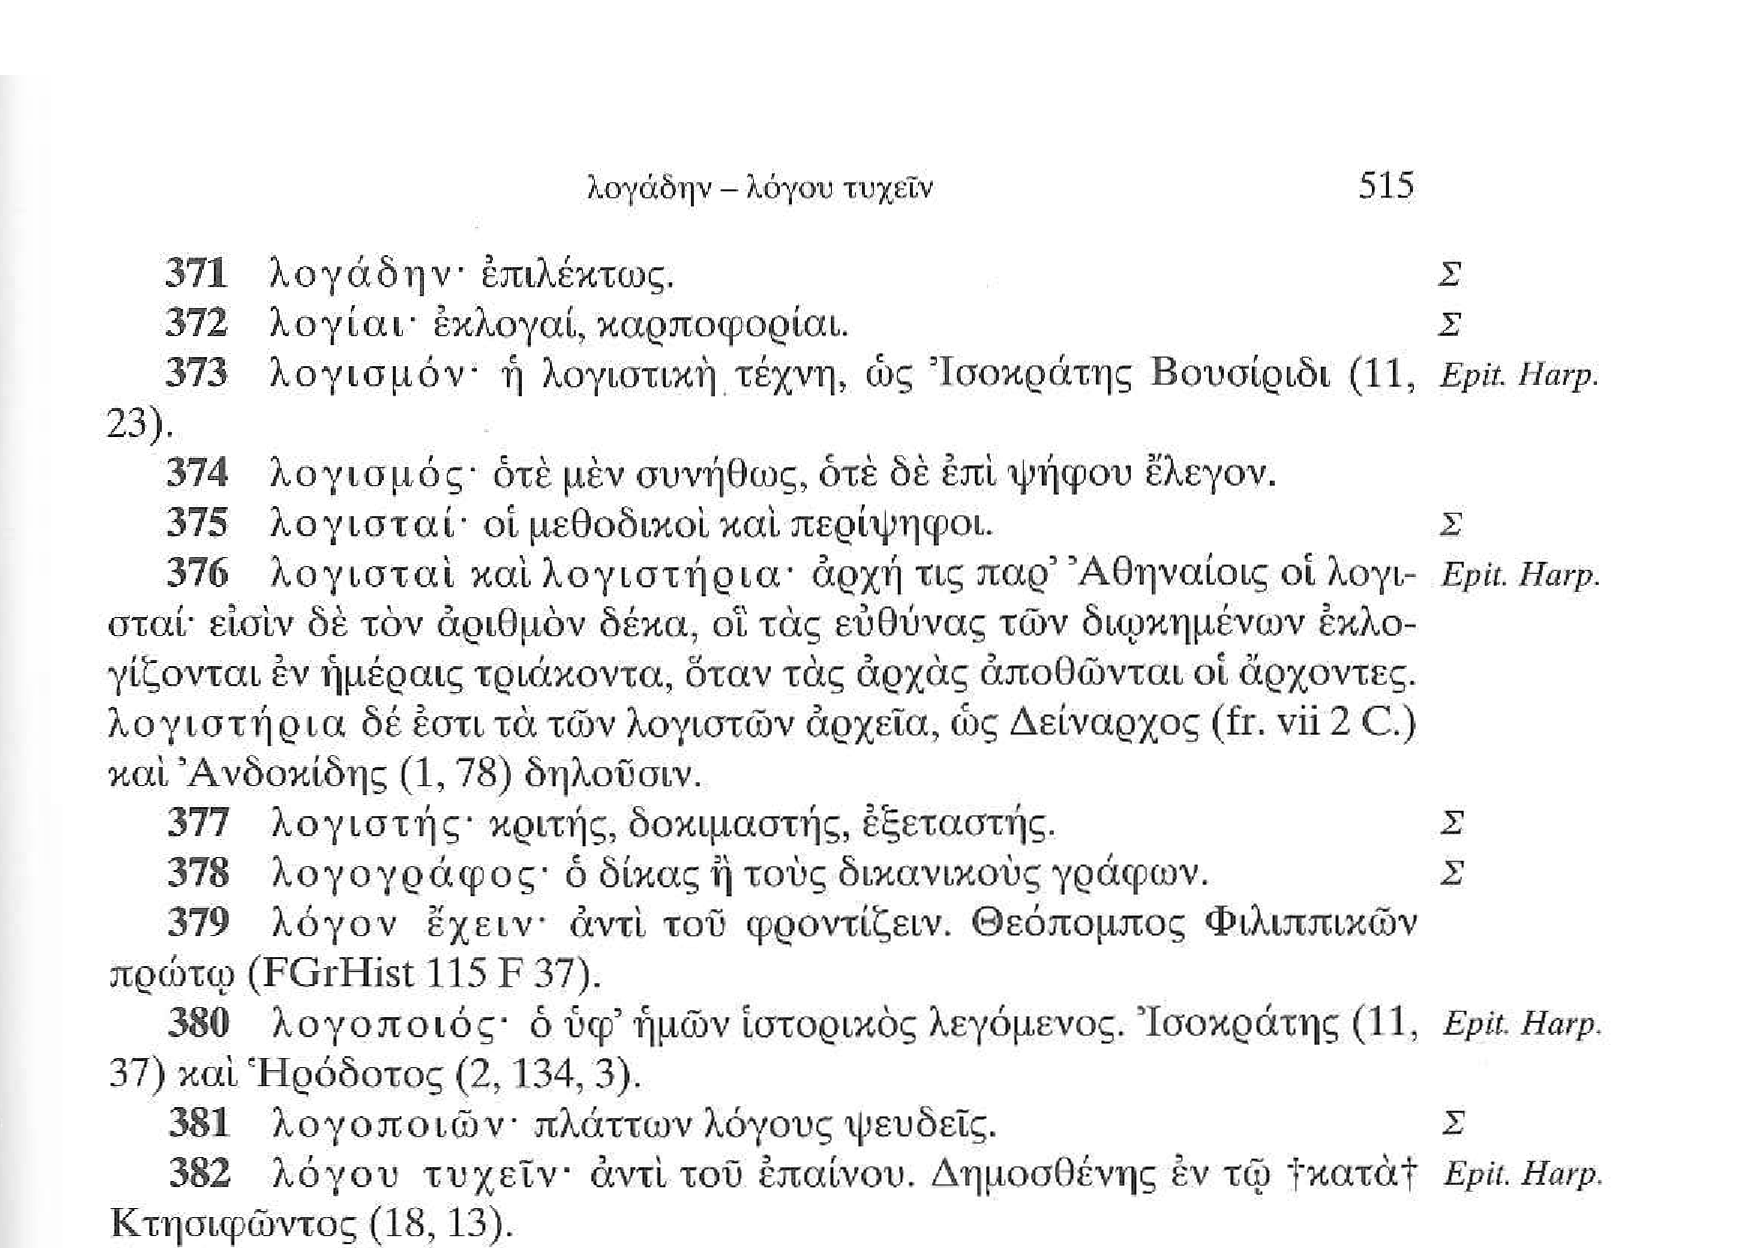 λογάδην – λόγου τυχεῖν 515
371 λογάδην· ἐπιλέκτως. Σ
372 λογίαι· ἐκλογαί, καρποφορίαι. Σ
373 λογισμόν· ἡ λογιστικὴ τέχνη, ὡς Ἰσοκράτης Βουσίριδι (11, Epit. Harp.
23).
374 λογισμός· ὁτὲ μὲν συνήθως, ὁτὲ δὲ ἐπὶ ψήφου ἔλεγον.
375 λογισταί· οἱ μεθοδικοὶ καὶ περίψηφοι. Σ
376 λογισταὶ καὶ λογιστήρια· ἀρχή τις παρ’ Ἀθηναίοις οἱ λογι- Epit. Harp.
σταί· εἰσὶν δὲ τὸν ἀριθμὸν δέκα, οἳ τὰς εὐθύνας τῶν διῳκημένων ἐκλο-
γίζονται ἐν ἡμέραις τριάκοντα, ὅταν τὰς ἀρχὰς ἀποθῶνται οἱ ἄρχοντες.
λογιστήρια δέ ἐστι τὰ τῶν λογιστῶν ἀρχεῖα, ὡς Δείναρχος (fr. vii 2 C.)
καὶ Ἀνδοκίδης (1, 78) δηλοῦσιν.
377 λογιστής· κριτής, δοκιμαστής, ἐξεταστής. Σ
378 λογογράφος· ὁ δίκας ἢ τοὺς δικανικοὺς γράφων. Σ
379 λόγον ἔχειν· ἀντὶ τοῦ φροντίζειν. Θεόπομπος Φιλιππικῶν
πρώτῳ (FGrHist 115 F 37).
380 λογοποιός· ὁ ὑφ’ ἡμῶν ἱστορικὸς λεγόμενος. Ἰσοκράτης (11, Epit. Harp.
37) καὶ Ἡρόδοτος (2, 134, 3).
381 λογοποιῶν· πλάττων λόγους ψευδεῖς. Σ
382 λόγου τυχεῖν· ἀντὶ τοῦ ἐπαίνου. Δημοσθένης ἐν τῷ †κατὰ† Epit. Harp.
Κτησιφῶντος (18, 13).